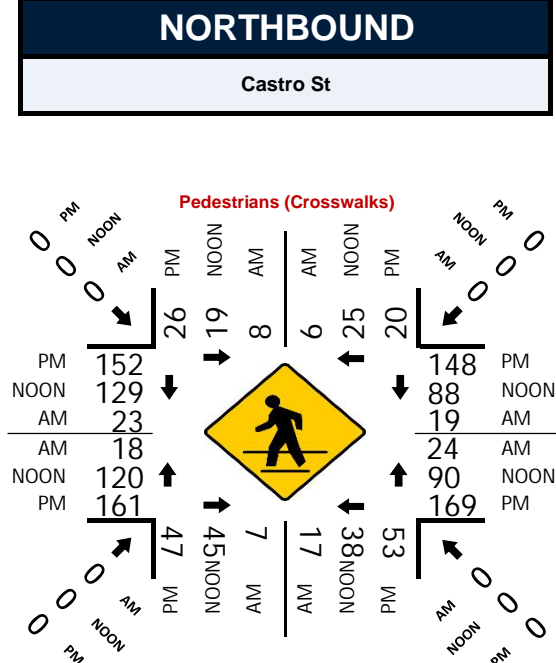 NORTHBOUND
Castro St
Pedestrians (Crosswalks)
PM NOON AM
0 0 0
PM NOON AM AM NOON PM
26 19 8 6 25 20
PM NOON AM
0 0 0
PM 152 148 PM
NOON 129 88 NOON
AM 23 19 AM
AM 18 24 AM
NOON 120 90 NOON
PM 161 169 PM
47 45 7 17 38 53
PM NOON AM AM NOON PM
0 0 0
AM NOON PM
0 0 0
AM NOON PM